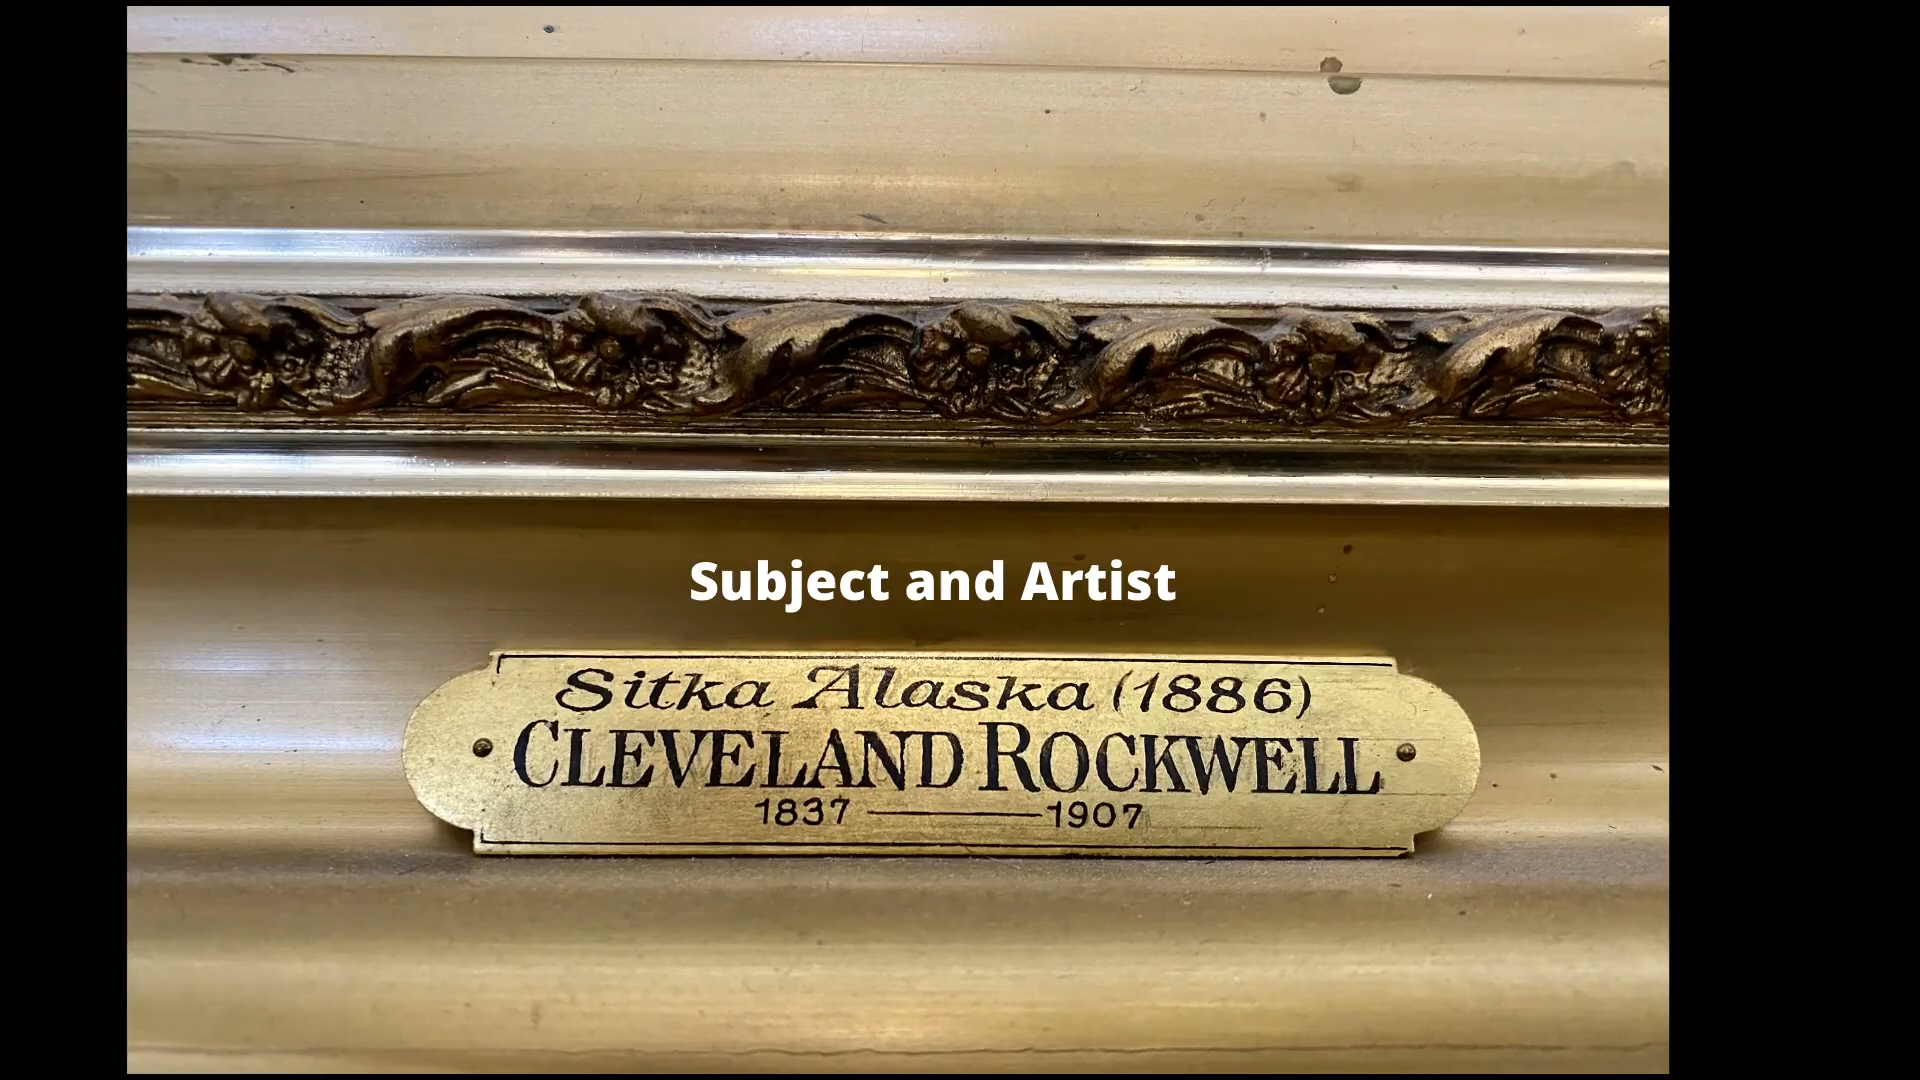 Subject and Artist
Sitka Alaska (1886)
CLEVELAND ROCKWELL
1837 — 1907